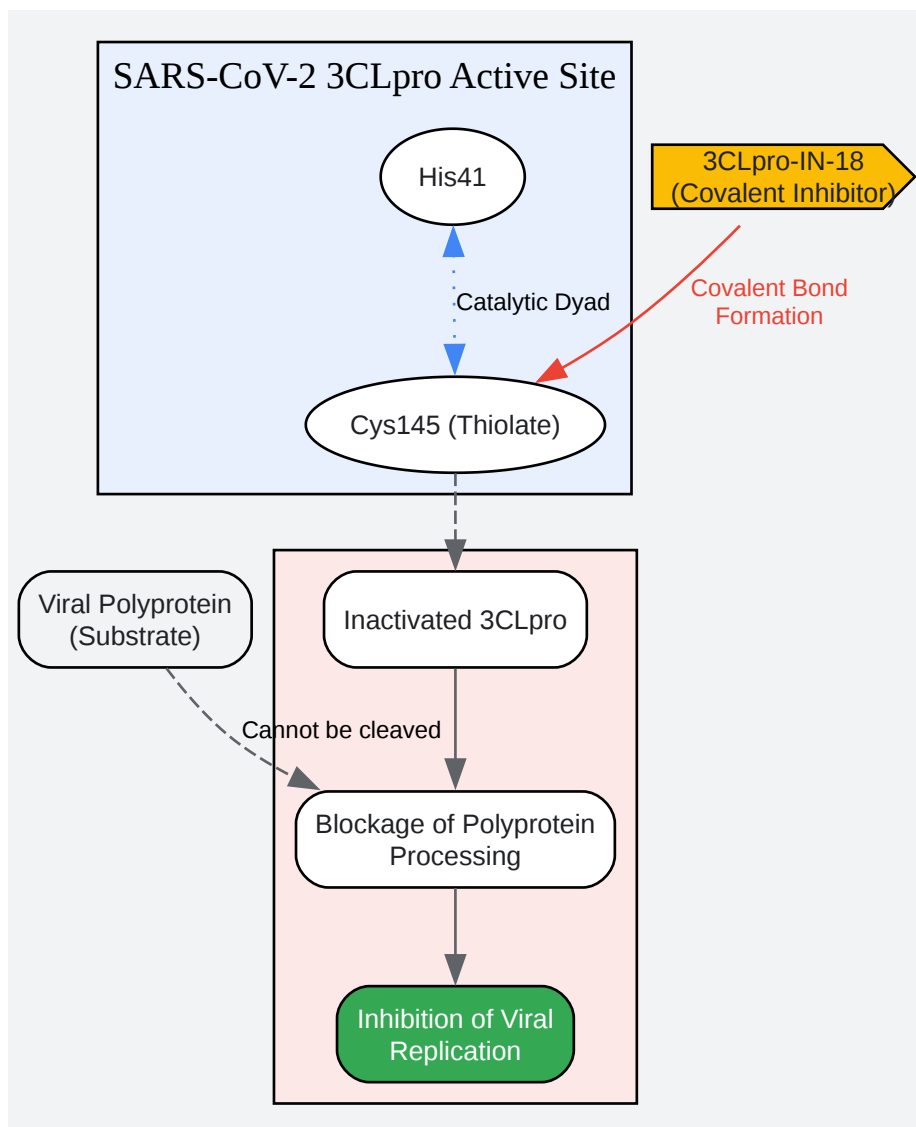 SARS-CoV-2 3CLpro Active Site
His41
3CLpro-IN-18
(Covalent Inhibitor)
Catalytic Dyad
Covalent Bond
Formation
Cys145 (Thiolate)
Viral Polyprotein
(Substrate)
Inactivated 3CLpro
Cannot be cleaved
Blockage of Polyprotein
Processing
Inhibition of Viral
Replication